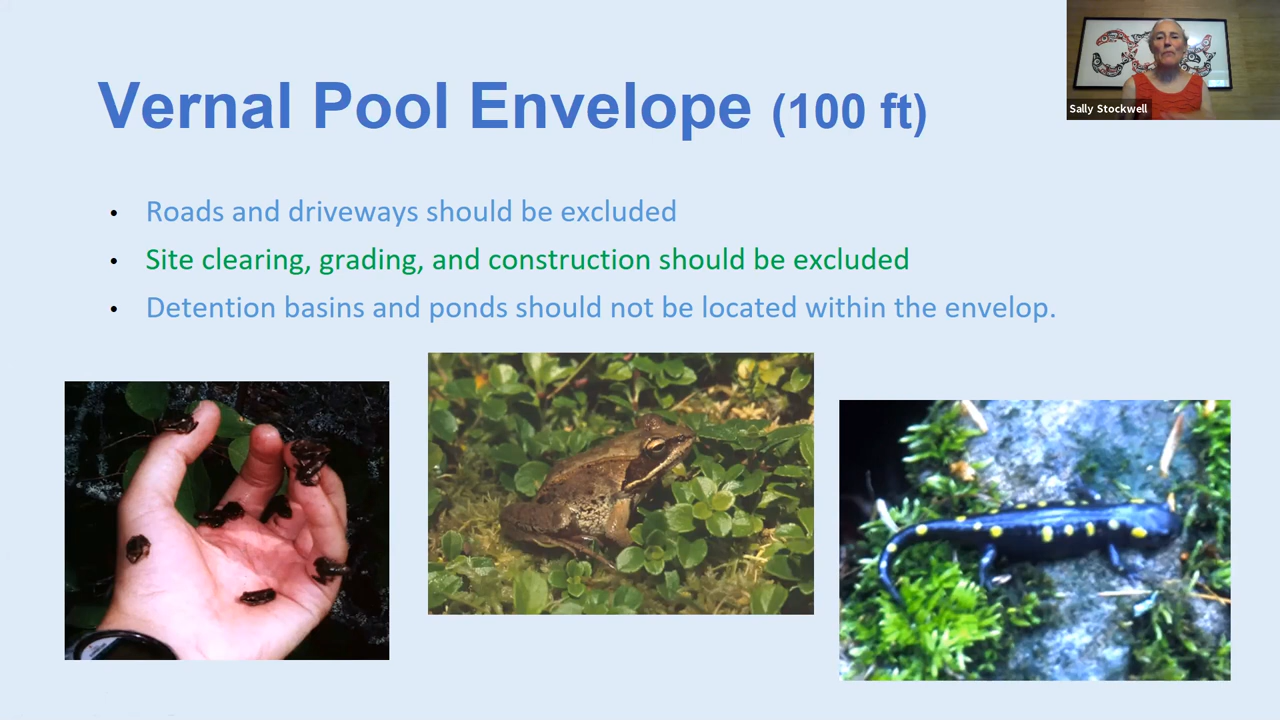 Vernal Pool Envelope (100 ft)
Sally Stockwell
• Roads and driveways should be excluded
• Site clearing, grading, and construction should be excluded
• Detention basins and ponds should not be located within the envelop.